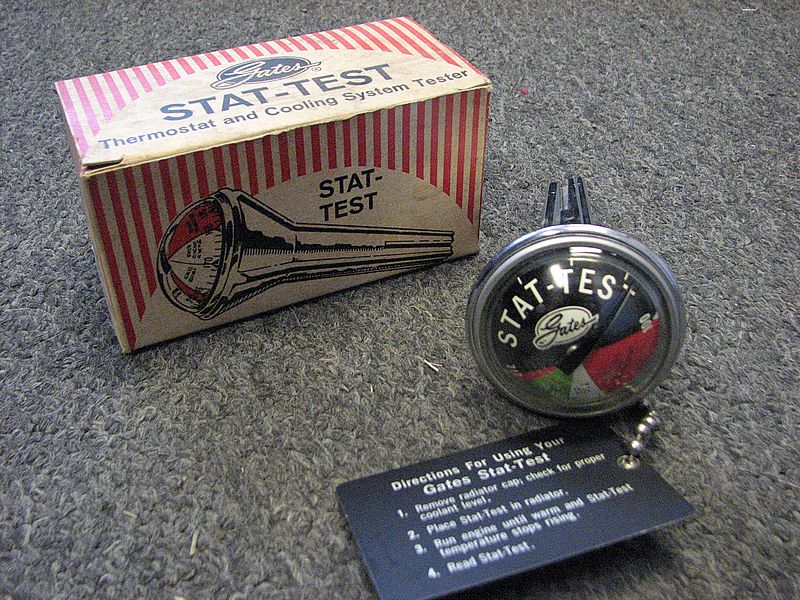 Gates
STAT-TEST
Thermostat and Cooling System Tester
STAT-
TEST
STAT-TEST
Gates
Directions For Using Your
Gates Stat-Test
1. Remove radiator cap, check for proper
coolant level.
2. Place Stat-Test in radiator.
3. Run engine until warm and Stat-Test
temperature stops rising.
4. Read Stat-Test.